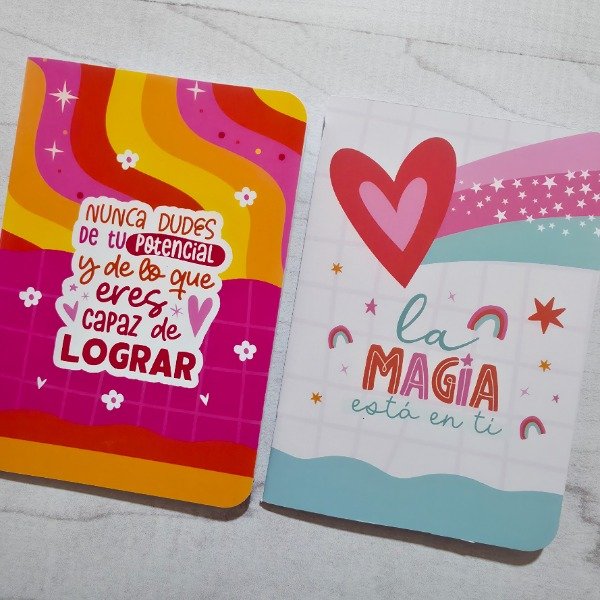 NUNCA DUDES
DE TU POTENCIAL
y de lo que
eres
CAPAZ DE
LOGRAR
la
MAGIA
está en ti